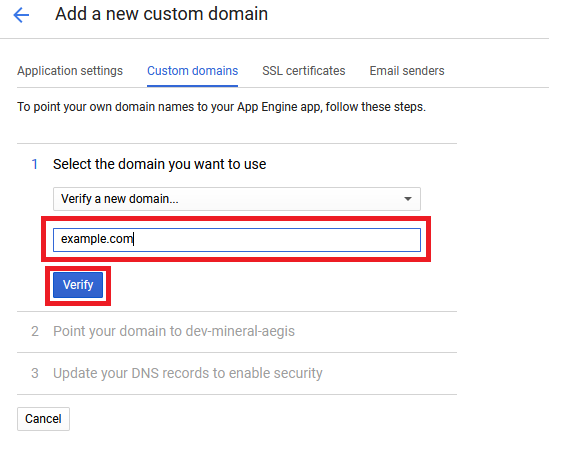 Add a new custom domain
Application settings Custom domains SSL certificates Email senders
To point your own domain names to your App Engine app, follow these steps.
1 Select the domain you want to use
Verify a new domain...
example.com
Verify
2 Point your domain to dev-mineral-aegis
3 Update your DNS records to enable security
Cancel